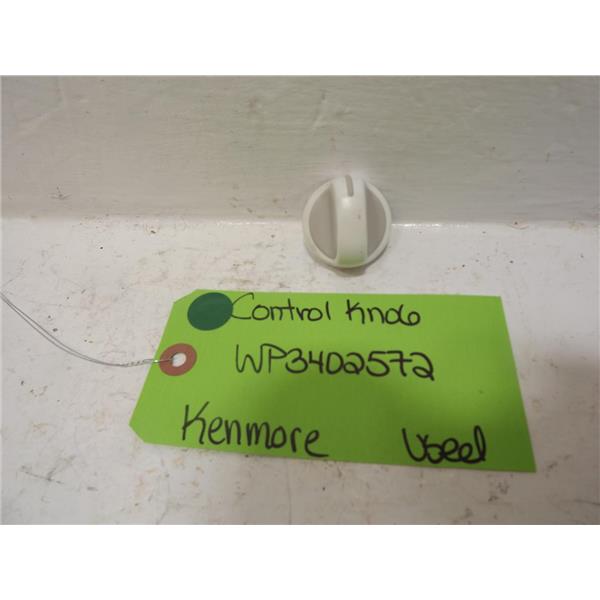 Control Knob
WP3402572
Kenmore Used